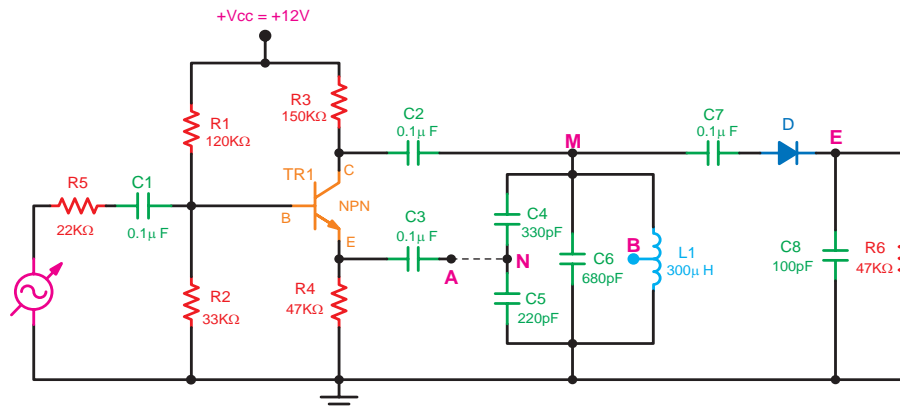 +Vcc = +12V
R3
150KΩ
C2
0.1μ F
C7
0.1μ F
D
E
M
R1
120KΩ
TR1
C
NPN
B
E
R5
22KΩ
C1
0.1μ F
C3
0.1μ F
A
N
C4
330pF
C6
680pF
B
L1
300μ H
C8
100pF
R6
47KΩ
R2
33KΩ
R4
47KΩ
C5
220pF